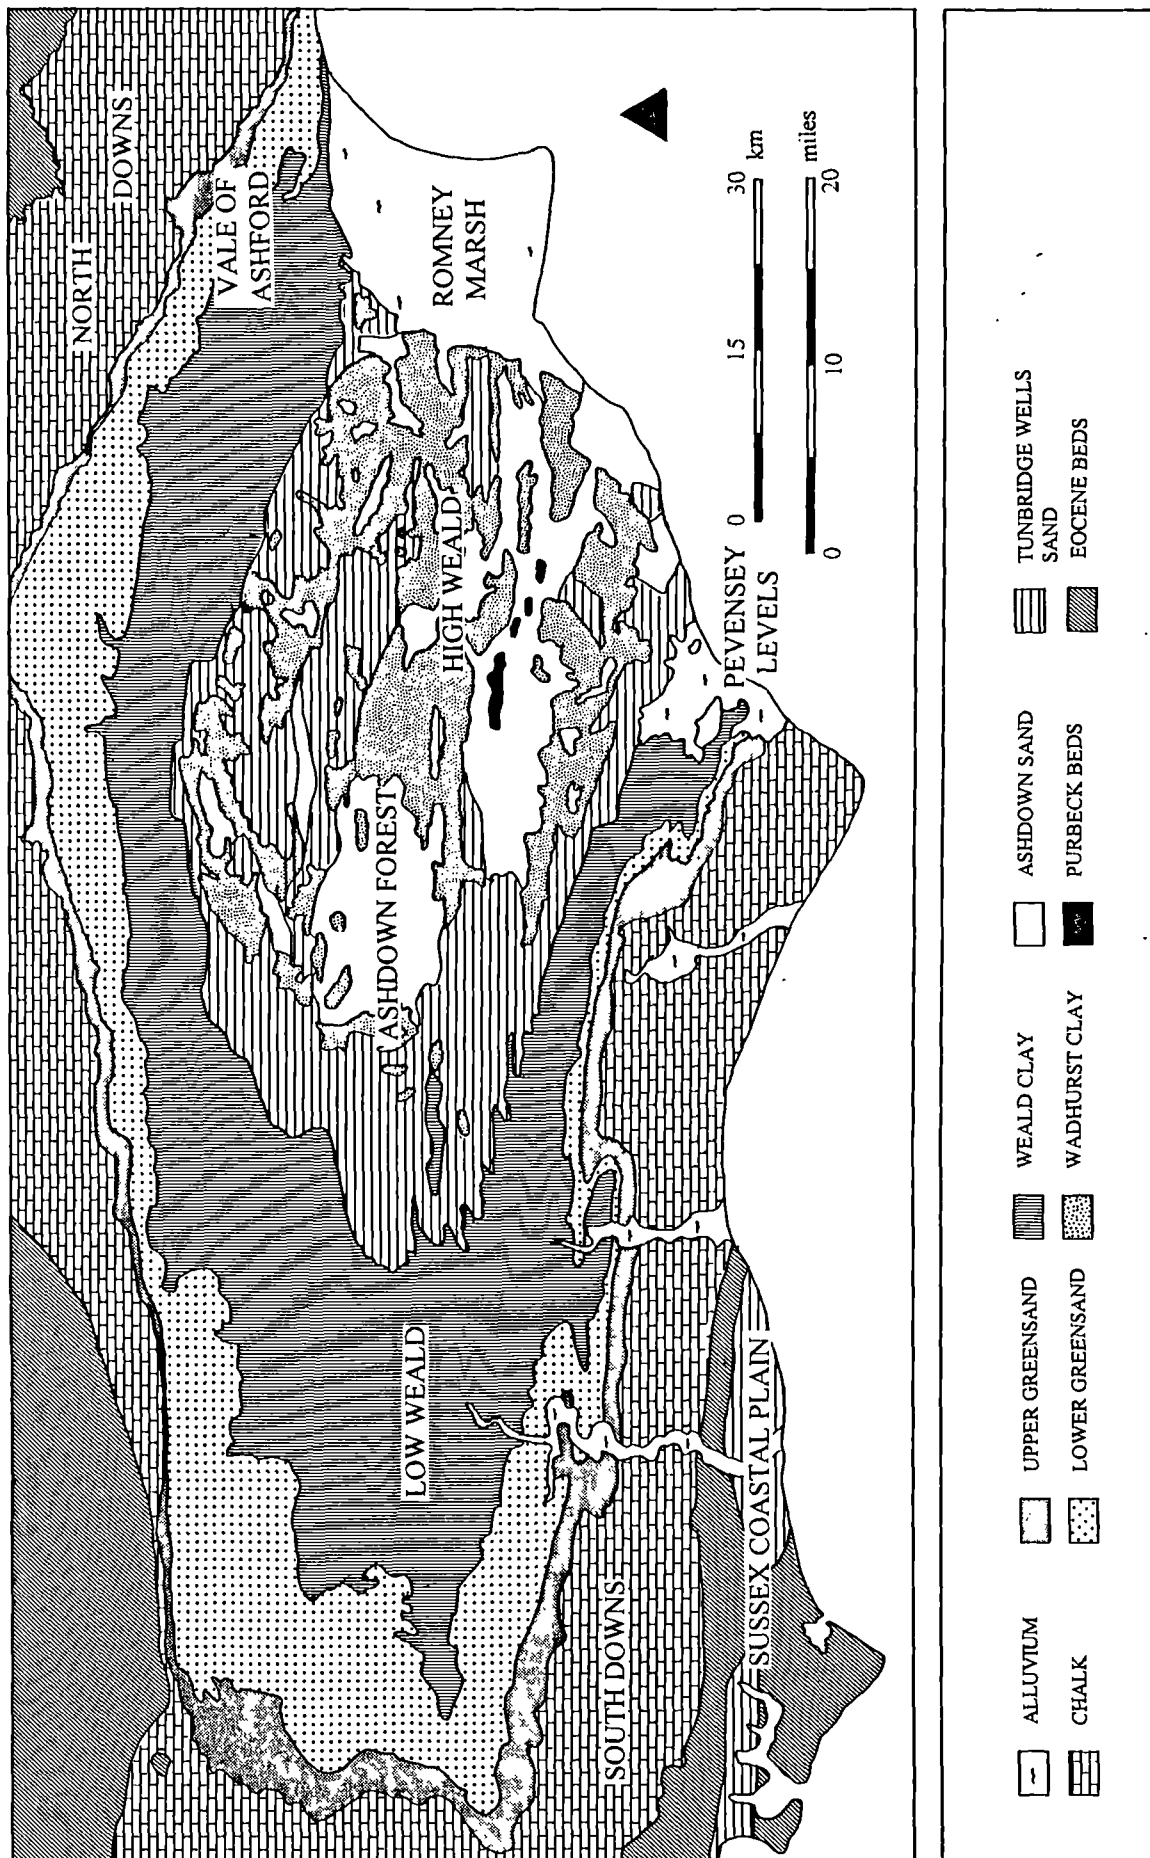 NORTH
DOWNS
VALE OF
ASHFORD
ROMNEY
MARSH
HIGH WEALD
ASHDOWN FOREST
LOW WEALD
PEVENSEY
LEVELS
SOUTH DOWNS
SUSSEX COASTAL PLAIN
0 15 30 km
0 10 20 miles
ALLUVIUM
UPPER GREENSAND
WEALD CLAY
ASHDOWN SAND
TUNBRIDGE WELLS
SAND
CHALK
LOWER GREENSAND
WADHURST CLAY
PURBECK BEDS
EOCENE BEDS